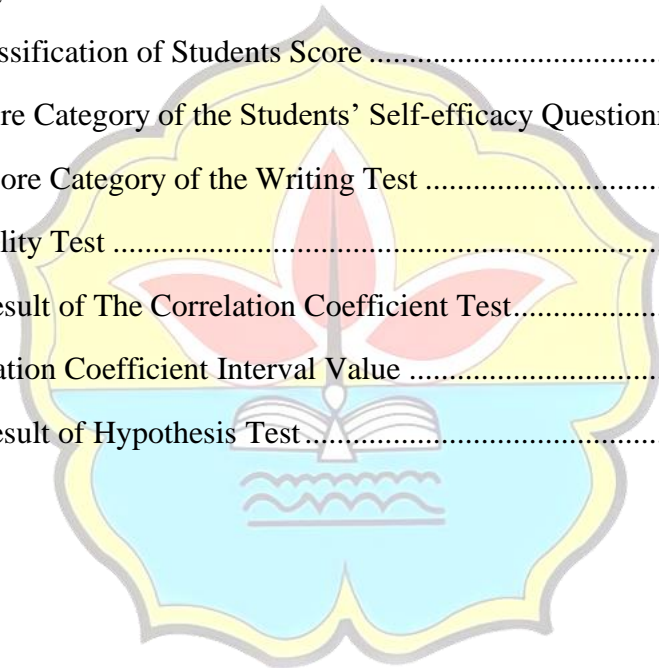 ssification of Students Score ....................................
re Category of the Students' Self-efficacy Question
ore Category of the Writing Test .............................
lity Test .....................................................................
esult of The Correlation Coefficient Test..................
ation Coefficient Interval Value ...............................
esult of Hypothesis Test............................................